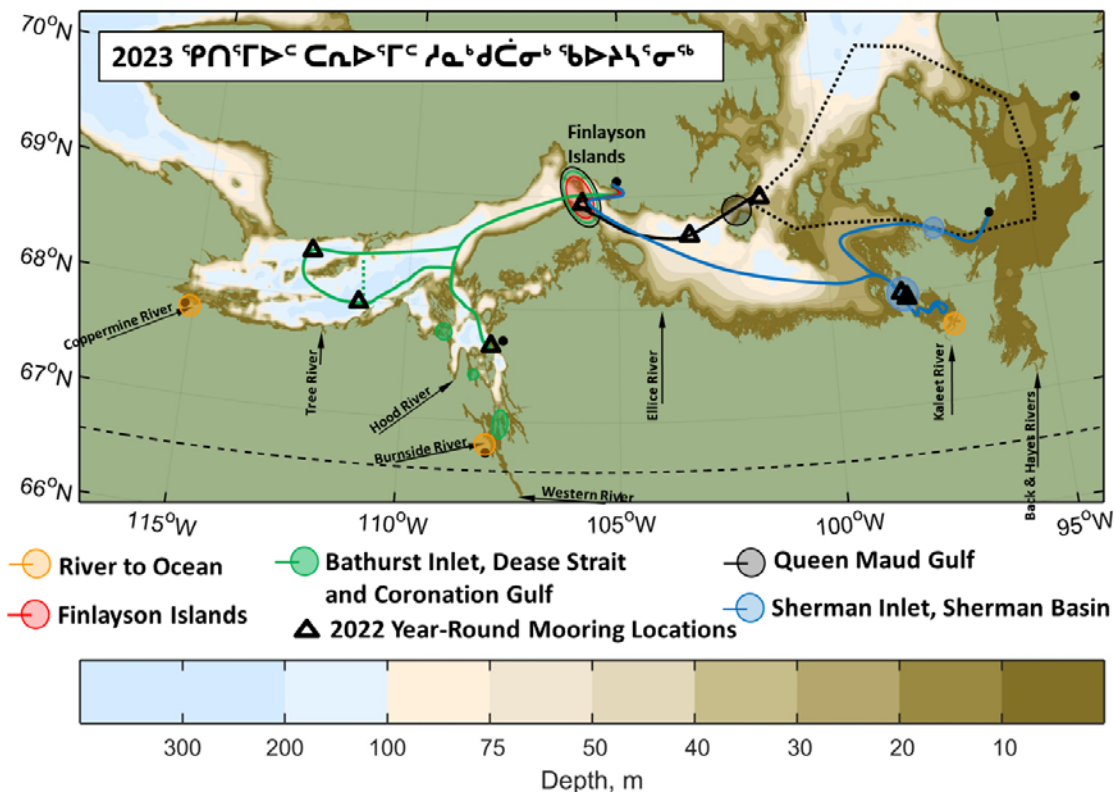 70°N
69°N
68°N
67°N
66°N
2023 ᕿᑎᕐᒥᐅᑦ ᑕᕆᐅᕐᒥᑦ ᓱᓇᒃᑯᑖᓂᒃ ᖃᐅᔨᓴᕐᓂᖅ
Finlayson
Islands
Coppermine River
Tree River
Hood River
Burnside River
Western River
Ellice River
Kaleet River
Back & Hayes Rivers
115°W
110°W
105°W
100°W
95°W
River to Ocean
Finlayson Islands
Bathurst Inlet, Dease Strait
and Coronation Gulf
2022 Year-Round Mooring Locations
Queen Maud Gulf
Sherman Inlet, Sherman Basin
300 200 100 75 50 40 30 20 10
Depth, m